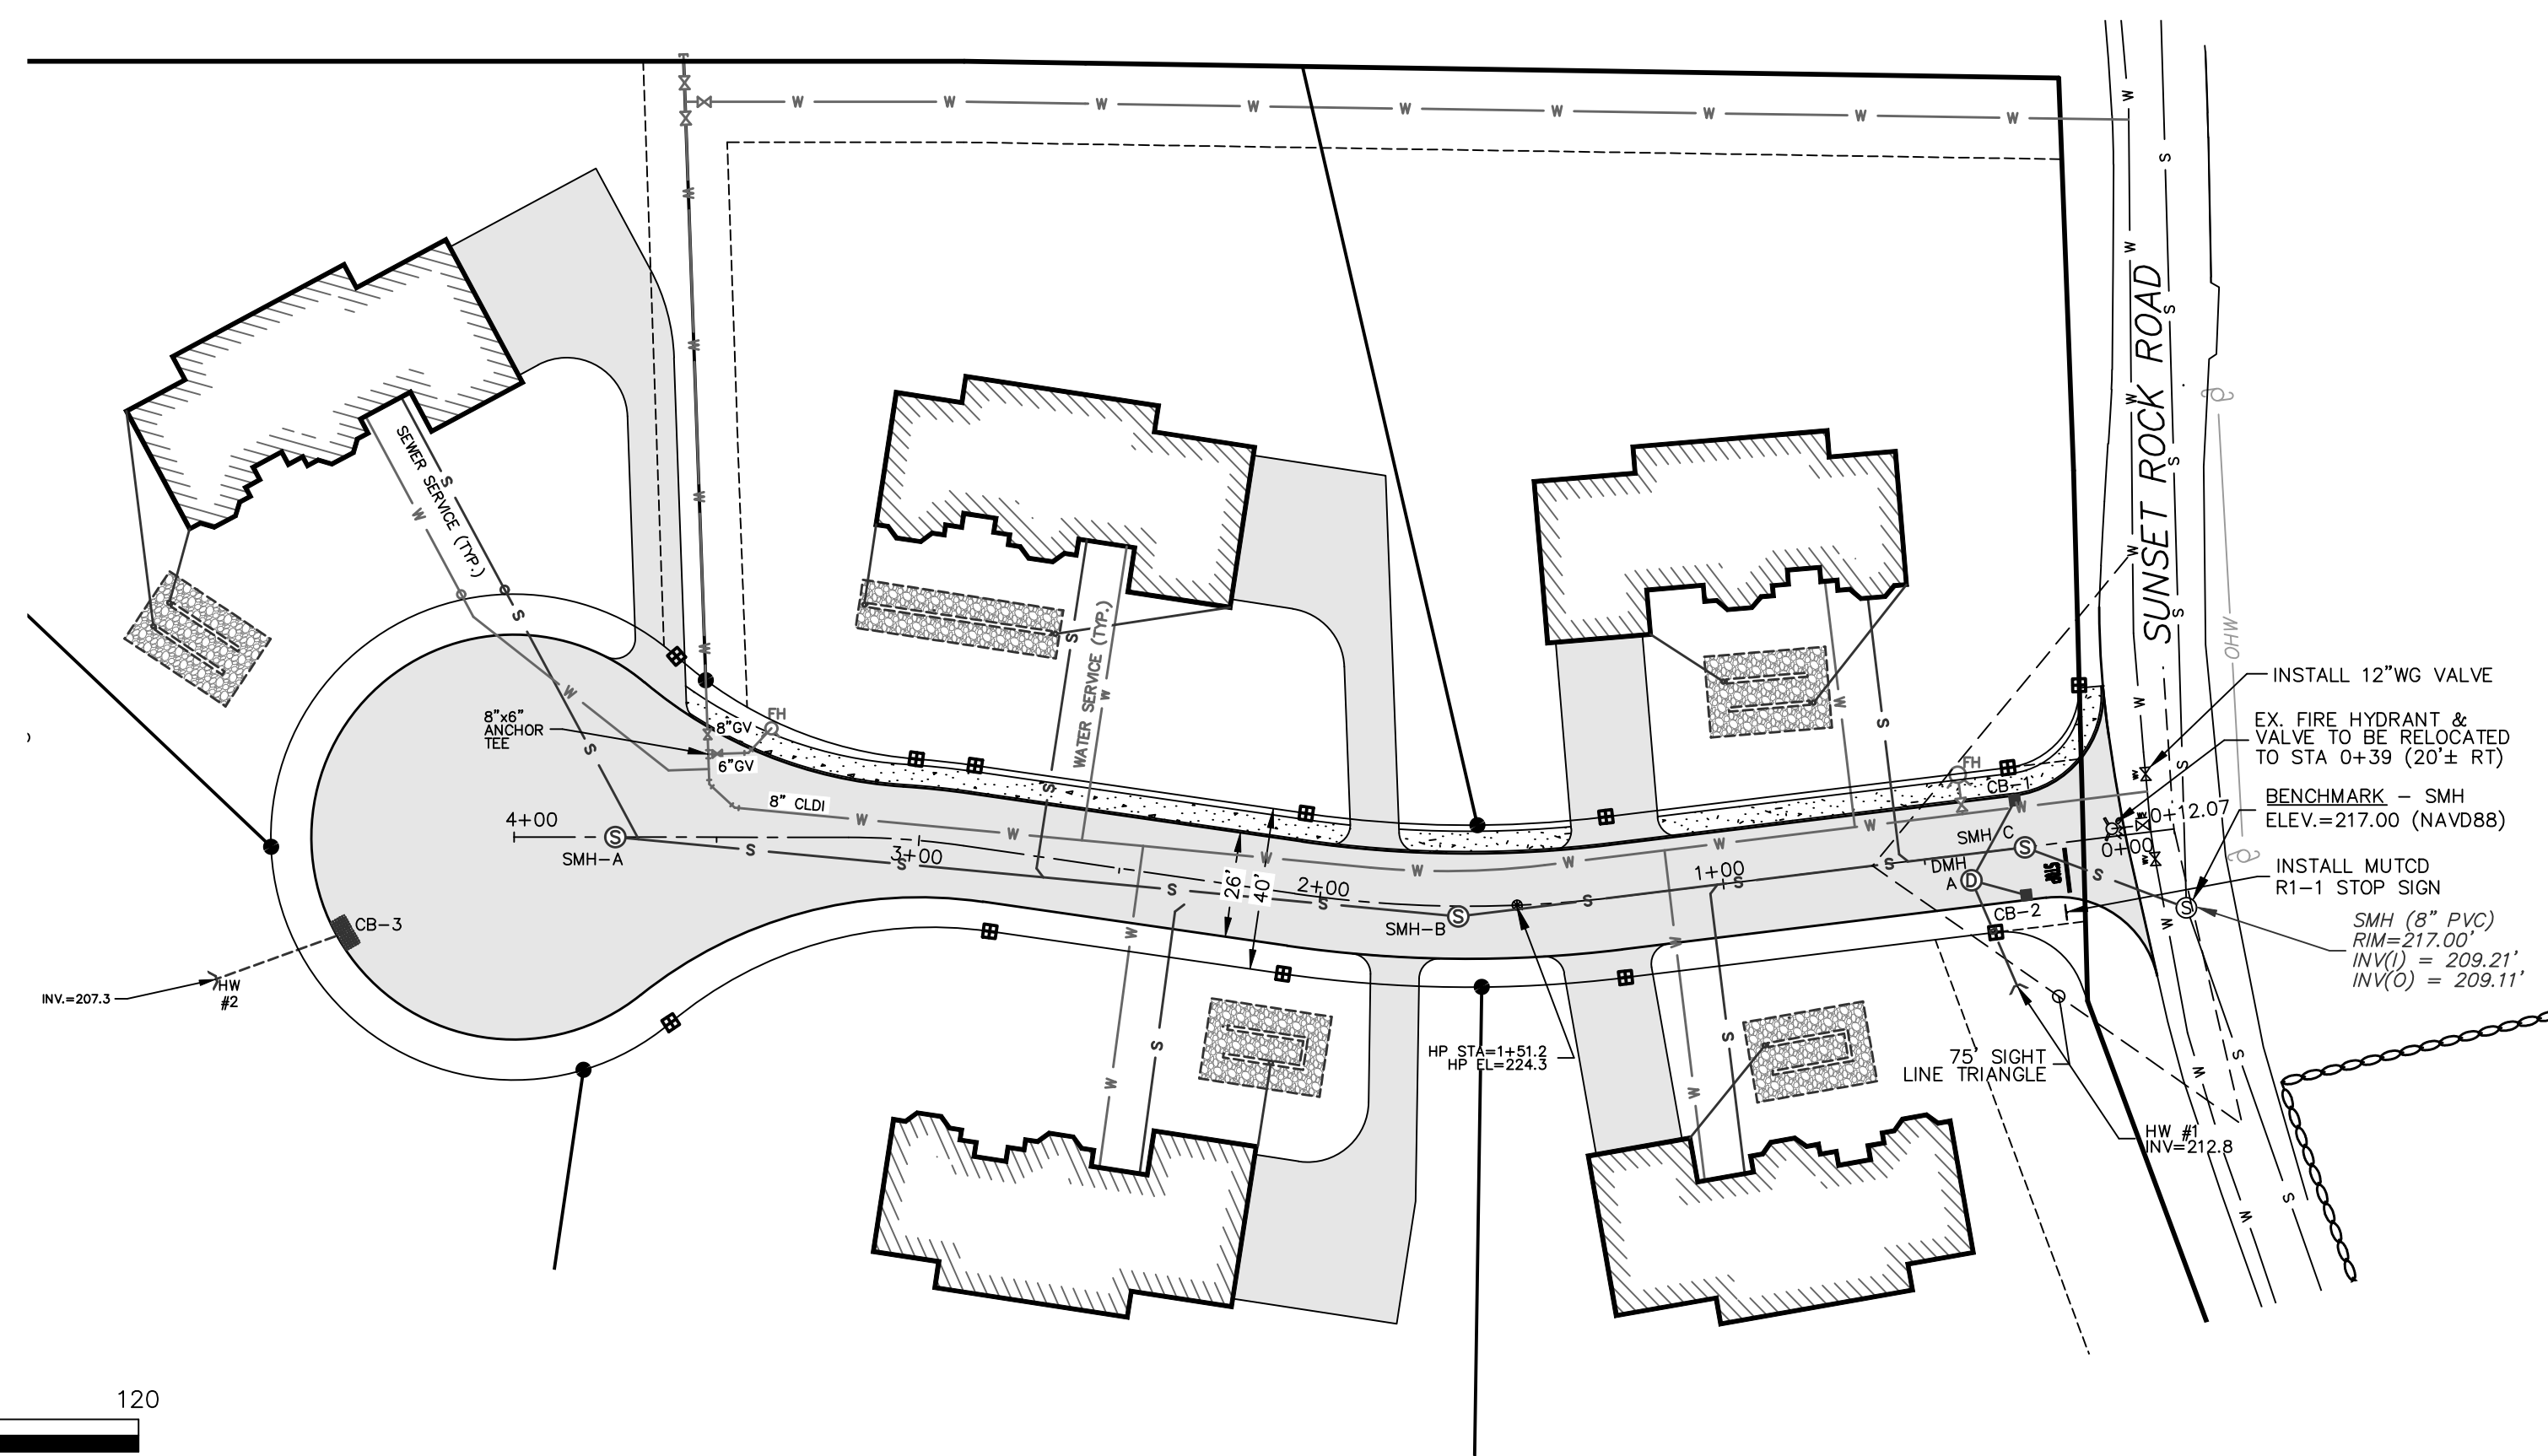 SUNSET ROCK ROAD
SEWER SERVICE (TYP.)
WATER SERVICE (TYP.)
OHW
INSTALL 12"WG VALVE
EX. FIRE HYDRANT &
VALVE TO BE RELOCATED
TO STA 0+39 (20'± RT)
BENCHMARK - SMH
ELEV.=217.00 (NAVD88)
INSTALL MUTCD
R1-1 STOP SIGN
SMH (8" PVC)
RIM=217.00'
INV(I) = 209.21'
INV(O) = 209.11'
8"x6"
ANCHOR
TEE
8"GV
FH
6"GV
8" CLDI
FH
CB-1
0+12.07
SMH C
0+00
DMH
A
D
S
S
CB-2
4+00
S
SMH-A
3+00
2+00
1+00
26'
40'
SMH-B
S
CB-3
HW
#2
INV.=207.3
HP STA=1+51.2
HP EL=224.3
75' SIGHT
LINE TRIANGLE
HW #1
INV=212.8
120